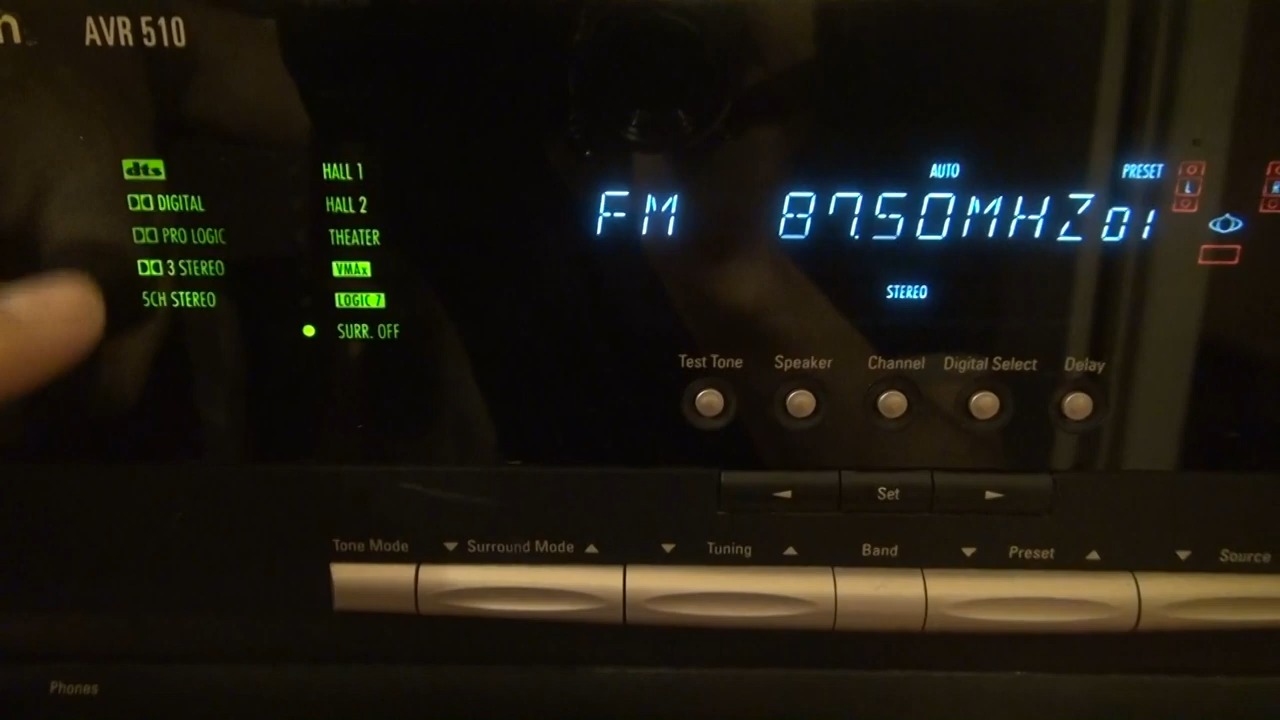 n AVR 510
dts
DIGITAL
PRO LOGIC
3 STEREO
5CH STEREO
HALL 1
HALL 2
THEATER
VMAx
LOGIC 7
SURR. OFF
AUTO PRESET
FM 87.50MHZ 01
L
STEREO
Test Tone Speaker Channel Digital Select Delay
Set
Tone Mode Surround Mode Tuning Band Preset Source
Phones